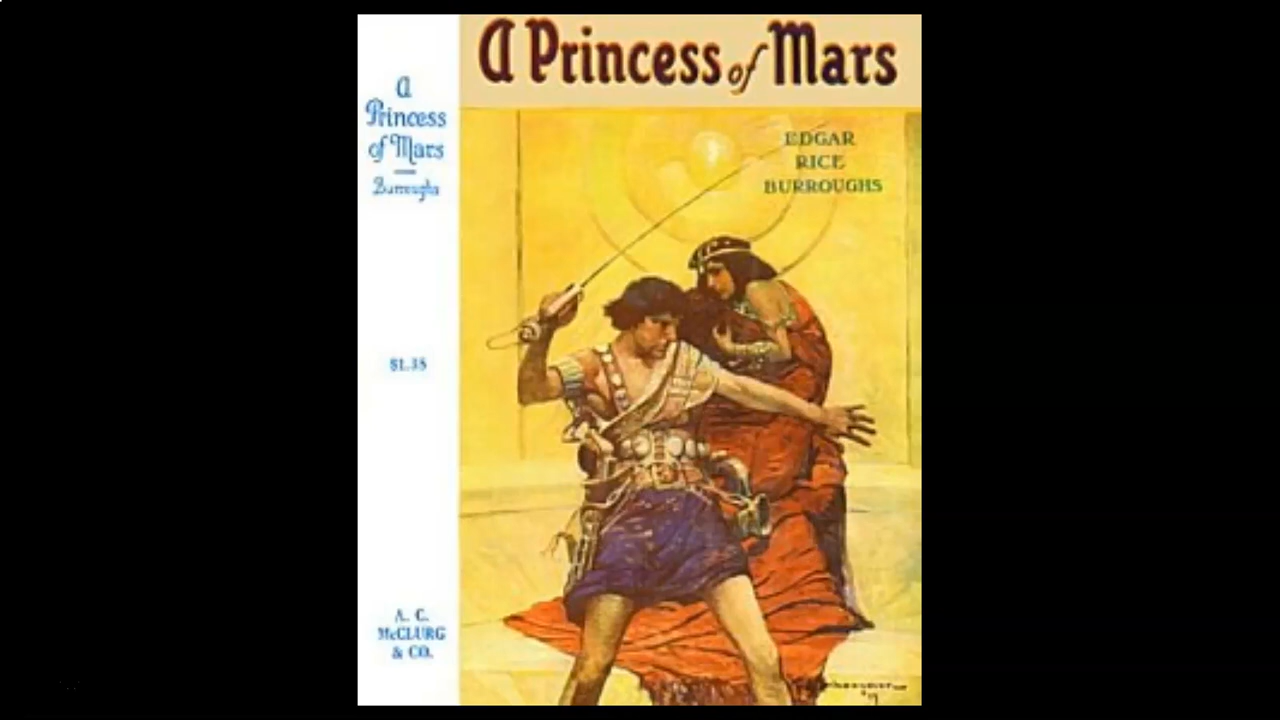 A
Princess
of Mars
Burroughs
$1.35
A. C.
McCLURG
& CO.
A Princess of Mars
EDGAR
RICE
BURROUGHS